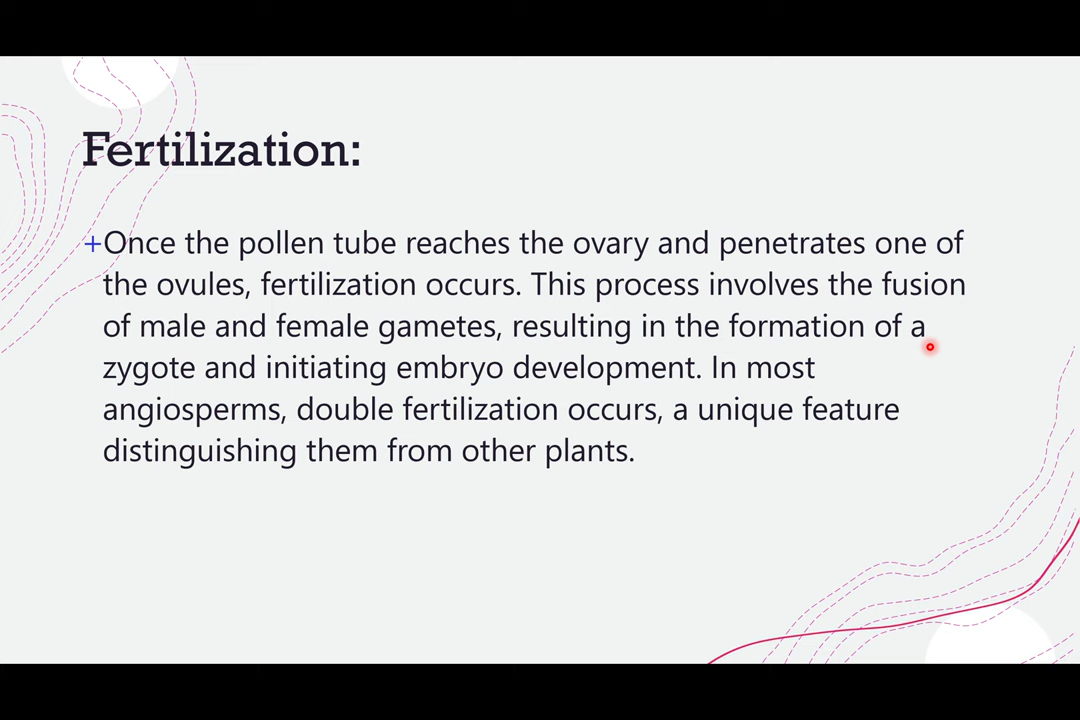 Fertilization:
+Once the pollen tube reaches the ovary and penetrates one of
the ovules, fertilization occurs. This process involves the fusion
of male and female gametes, resulting in the formation of a
zygote and initiating embryo development. In most
angiosperms, double fertilization occurs, a unique feature
distinguishing them from other plants.